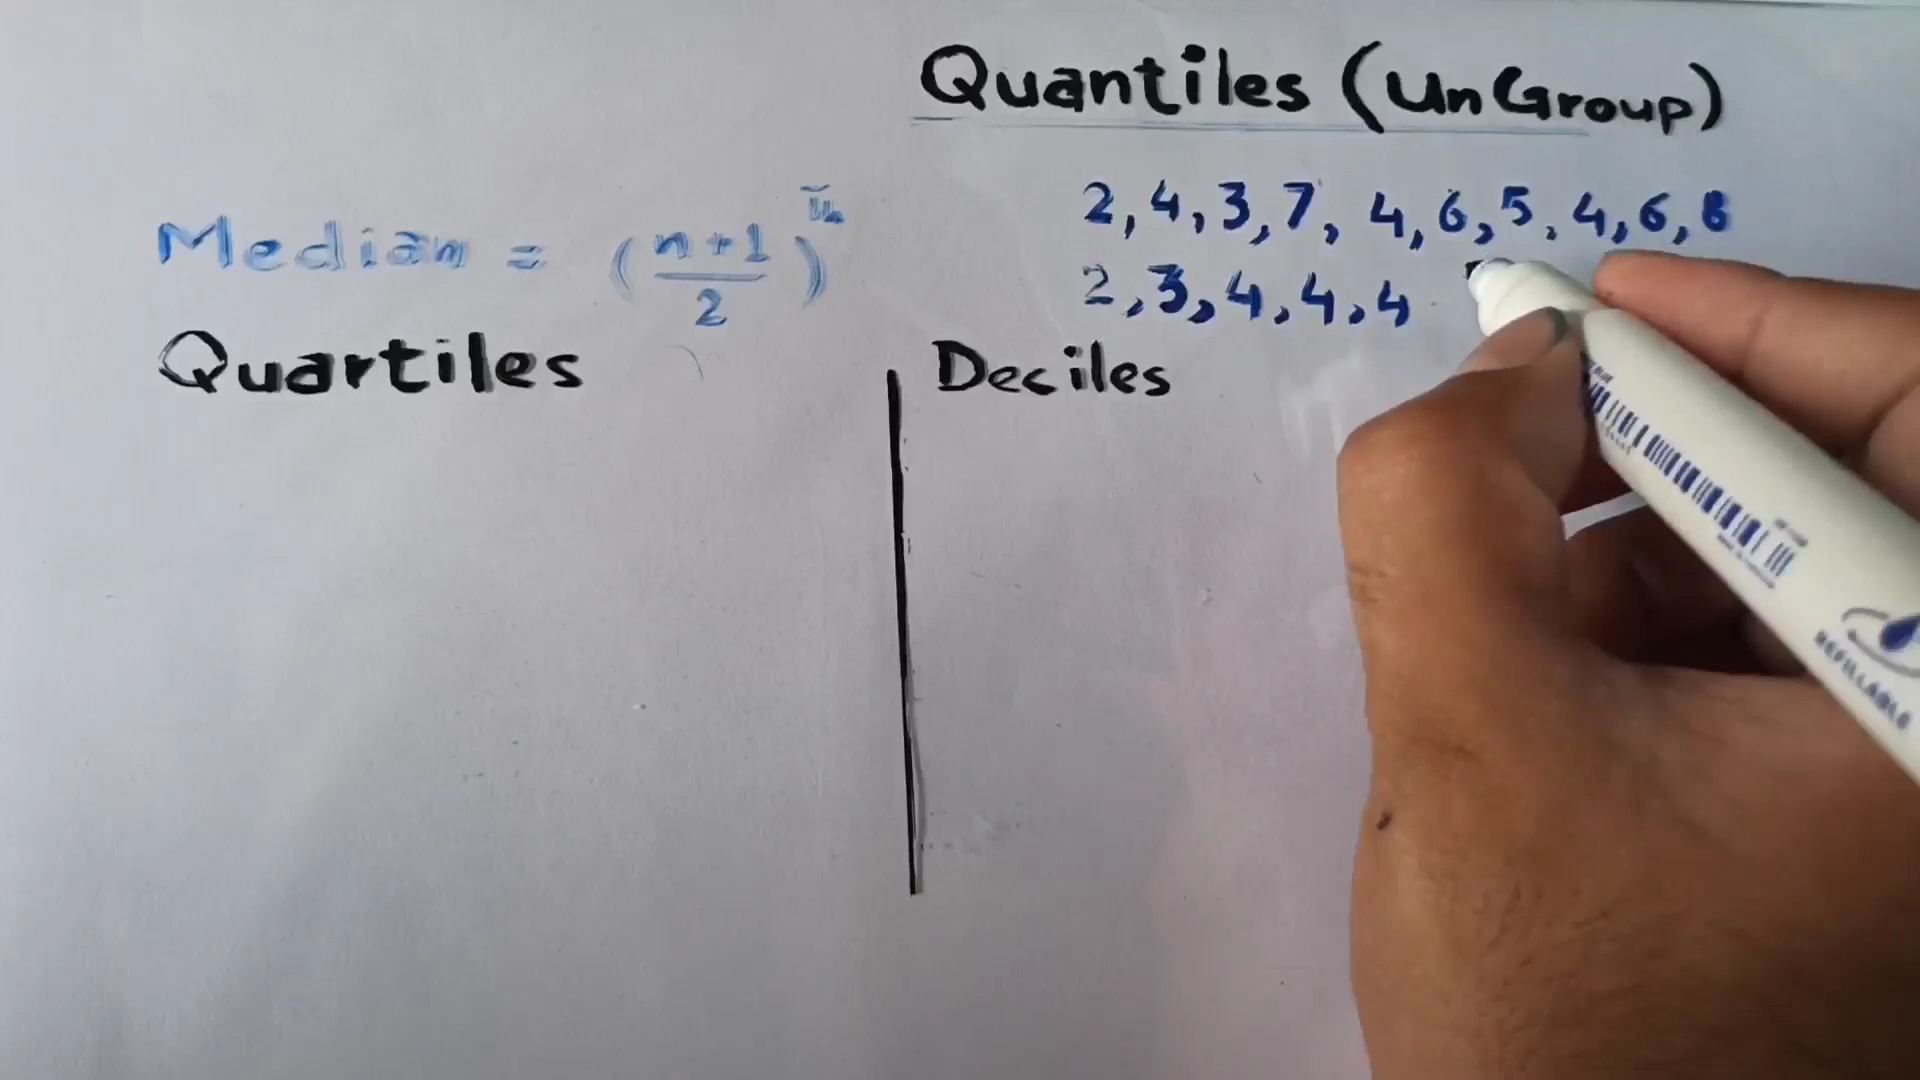 Quantiles (UnGroup)
2, 4, 3, 7, 4, 6, 5, 4, 6, 8
Median = (n+1/2)
2, 3, 4, 4, 4
Quartiles
Deciles
REFILLABLE